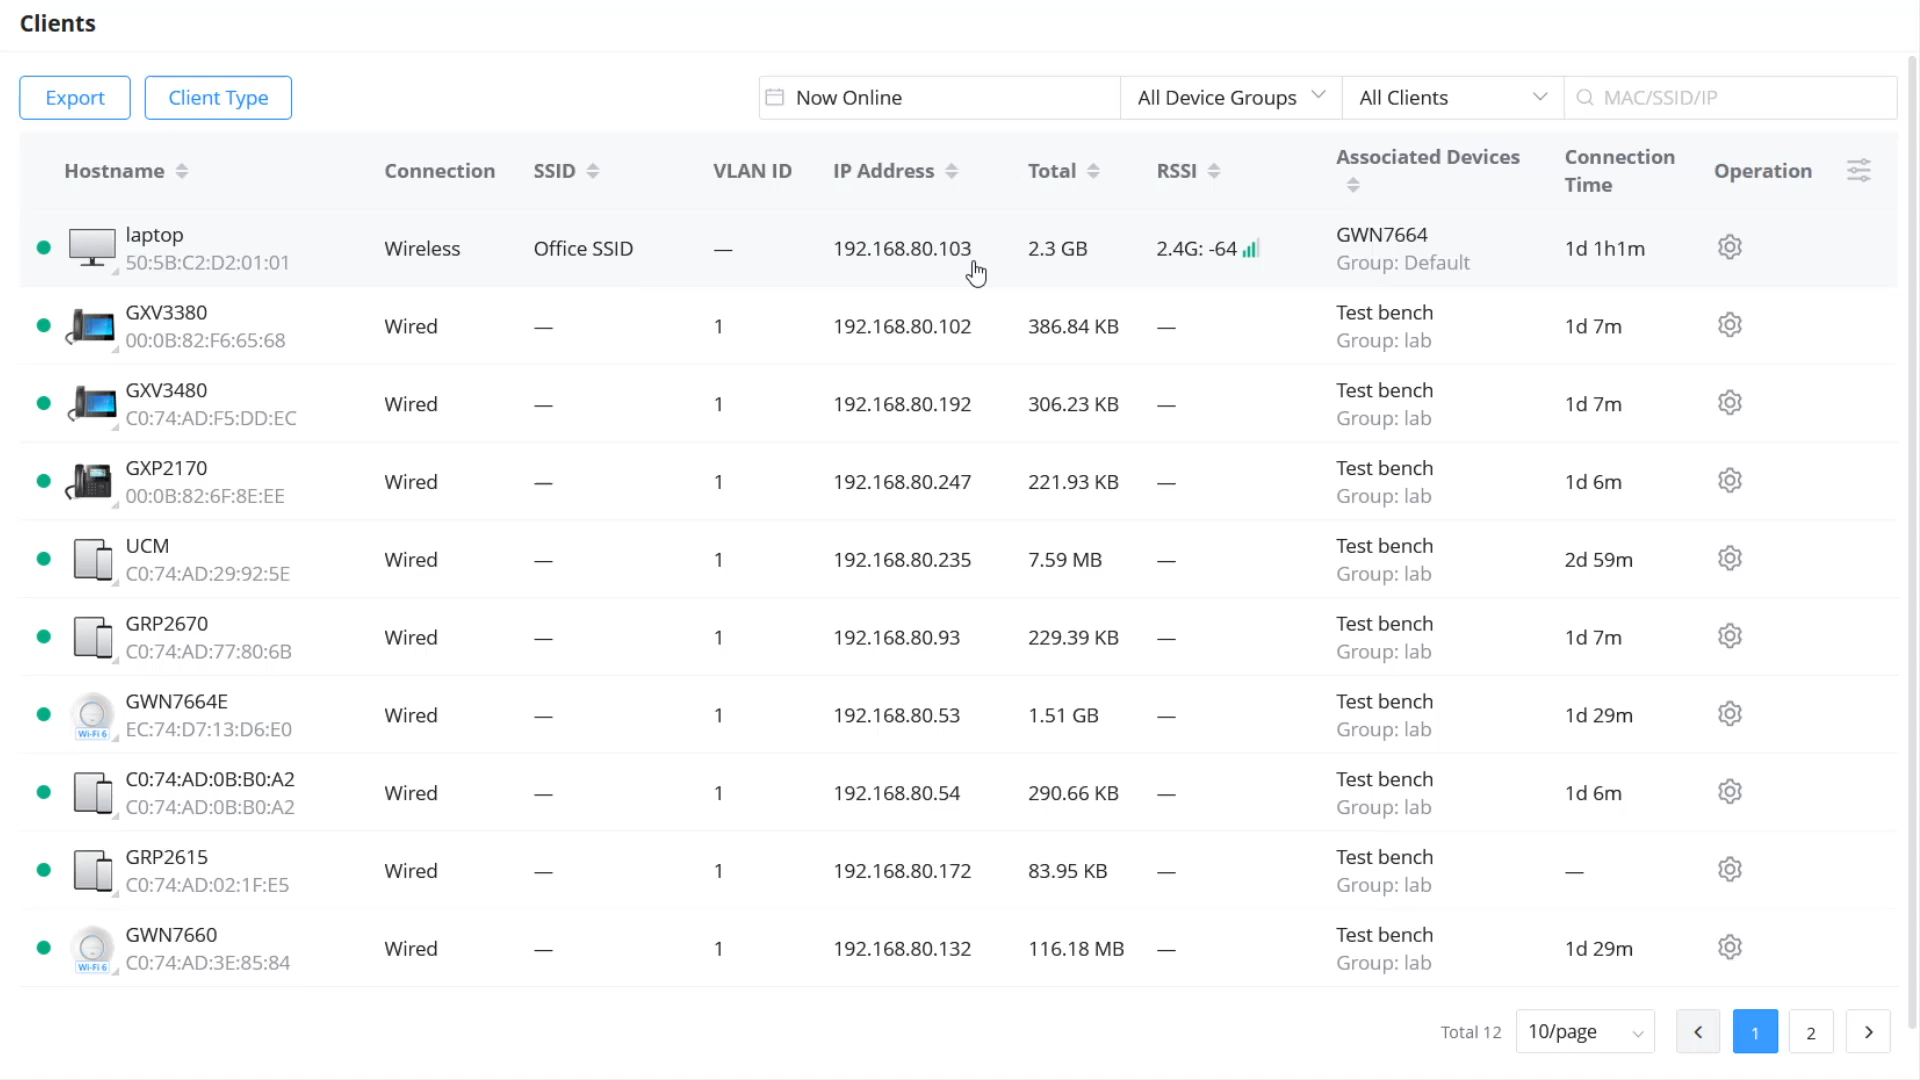 Clients
Export Client Type Now Online All Device Groups All Clients MAC/SSID/IP
Hostname Connection SSID VLAN ID IP Address Total RSSI Associated Devices Connection Time Operation
laptop
50:5B:C2:D2:01:01 Wireless Office SSID — 192.168.80.103 2.3 GB 2.4G: -64 GWN7664 Group: Default 1d 1h1m
GXV3380
00:0B:82:F6:65:68 Wired — 1 192.168.80.102 386.84 KB — Test bench Group: lab 1d 7m
GXV3480
C0:74:AD:F5:DD:EC Wired — 1 192.168.80.192 306.23 KB — Test bench Group: lab 1d 7m
GXP2170
00:0B:82:6F:8E:EE Wired — 1 192.168.80.247 221.93 KB — Test bench Group: lab 1d 6m
UCM
C0:74:AD:29:92:5E Wired — 1 192.168.80.235 7.59 MB — Test bench Group: lab 2d 59m
GRP2670
C0:74:AD:77:80:6B Wired — 1 192.168.80.93 229.39 KB — Test bench Group: lab 1d 7m
GWN7664E
Wi-Fi 6 EC:74:D7:13:D6:E0 Wired — 1 192.168.80.53 1.51 GB — Test bench Group: lab 1d 29m
C0:74:AD:0B:B0:A2
C0:74:AD:0B:B0:A2 Wired — 1 192.168.80.54 290.66 KB — Test bench Group: lab 1d 6m
GRP2615
C0:74:AD:02:1F:E5 Wired — 1 192.168.80.172 83.95 KB — Test bench Group: lab —
GWN7660
Wi-Fi 6 C0:74:AD:3E:85:84 Wired — 1 192.168.80.132 116.18 MB — Test bench Group: lab 1d 29m
Total 12 10/page 1 2